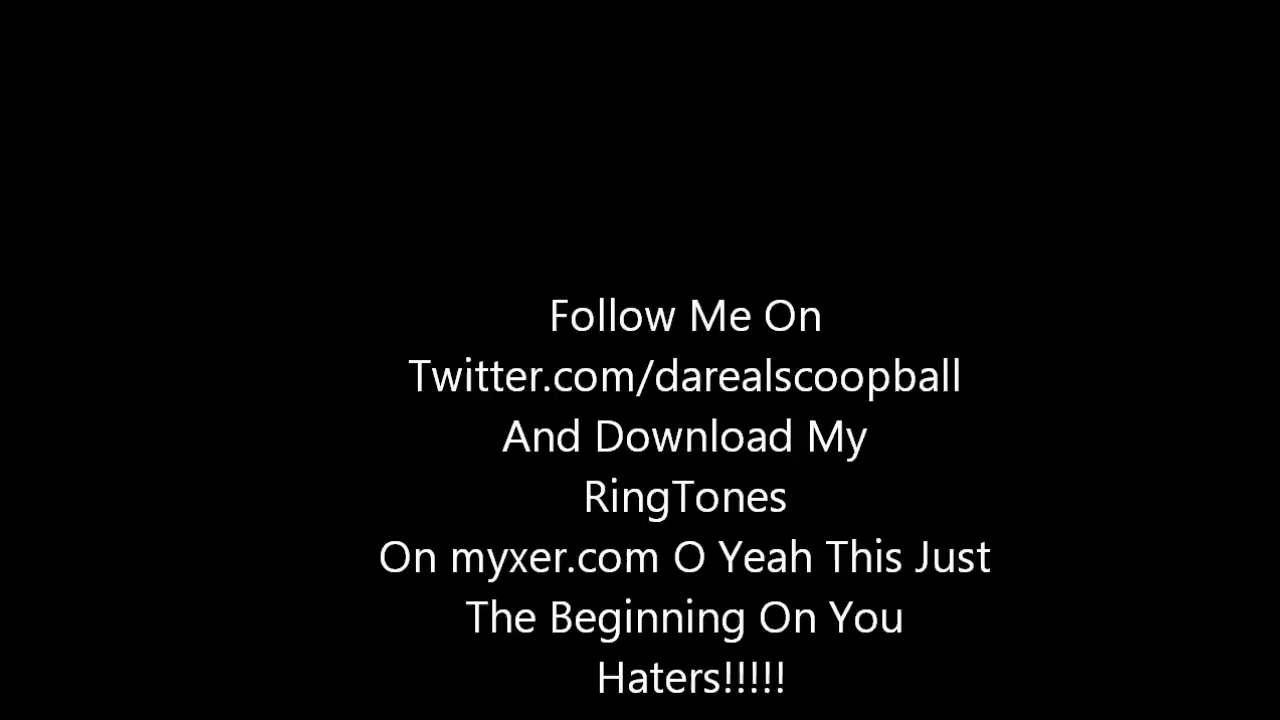 Follow Me On
Twitter.com/darealscoopball
And Download My
RingTones
On myxer.com O Yeah This Just
The Beginning On You
Haters!!!!!